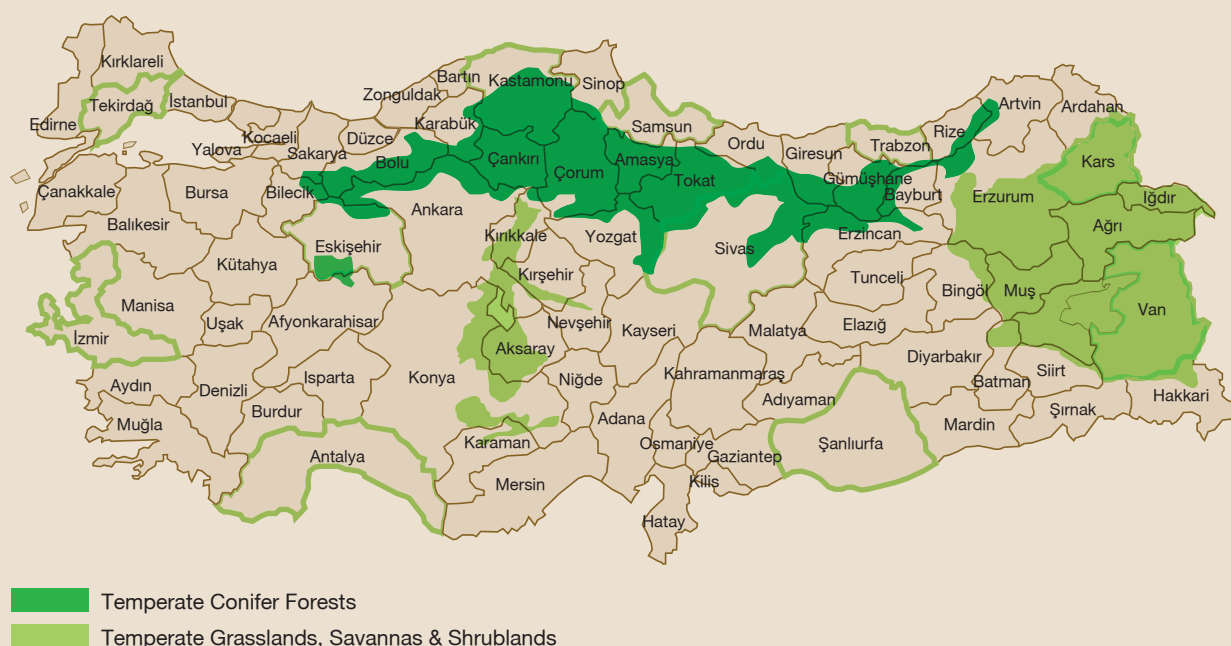 Kırklareli
Tekirdağ
İstanbul
Edirne
Kocaeli
Yalova
Sakarya
Düzce
Zonguldak
Bartın
Karabük
Kastamonu
Sinop
Samsun
Bolu
Çankırı
Çorum
Amasya
Tokat
Ordu
Giresun
Trabzon
Rize
Artvin
Ardahan
Gümüşhane
Bayburt
Erzurum
Kars
Iğdır
Ağrı
Çanakkale
Bursa
Bilecik
Balıkesir
Eskişehir
Ankara
Kırıkkale
Yozgat
Sivas
Erzincan
Kütahya
Kırşehir
Tunceli
Bingöl
Muş
Van
Manisa
İzmir
Uşak
Afyonkarahisar
Nevşehir
Kayseri
Malatya
Elazığ
Aksaray
Diyarbakır
Batman
Siirt
Aydın
Denizli
Isparta
Konya
Niğde
Kahramanmaraş
Adıyaman
Mardin
Şırnak
Hakkari
Muğla
Burdur
Antalya
Karaman
Adana
Osmaniye
Gaziantep
Şanlıurfa
Mersin
Kilis
Hatay
Temperate Conifer Forests
Temperate Grasslands, Savannas & Shrublands